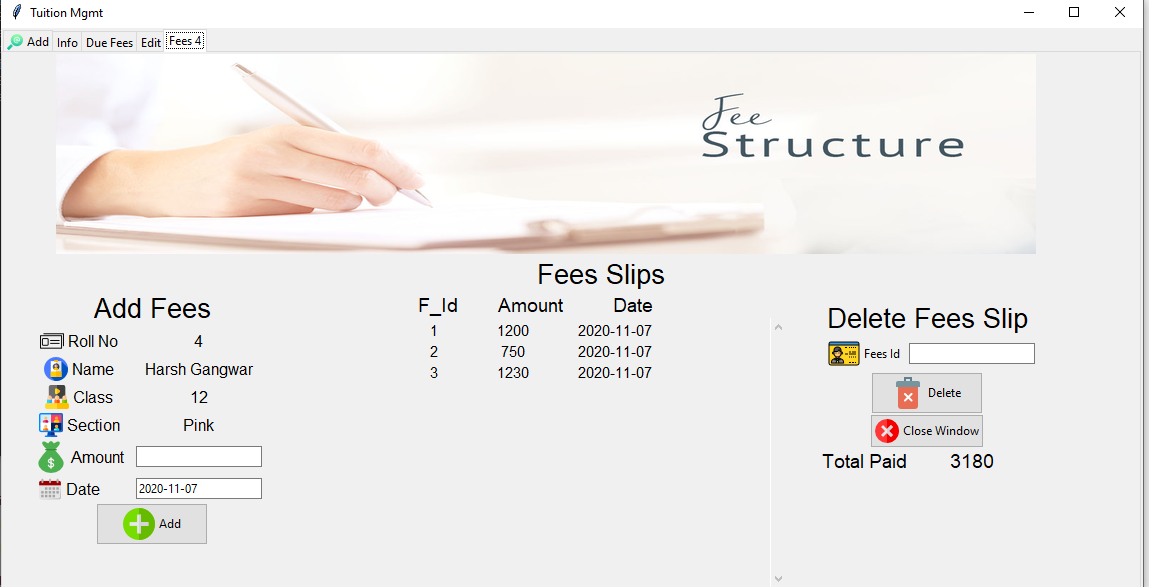 Tuition Mgmt
Add Info Due Fees Edit Fees 4
Fee
Structure
Add Fees
Roll No 4
Name Harsh Gangwar
Class 12
Section Pink
Amount
Date 2020-11-07
Add
Fees Slips
F_Id Amount Date
1 1200 2020-11-07
2 750 2020-11-07
3 1230 2020-11-07
Delete Fees Slip
Fees Id
Delete
Close Window
Total Paid 3180